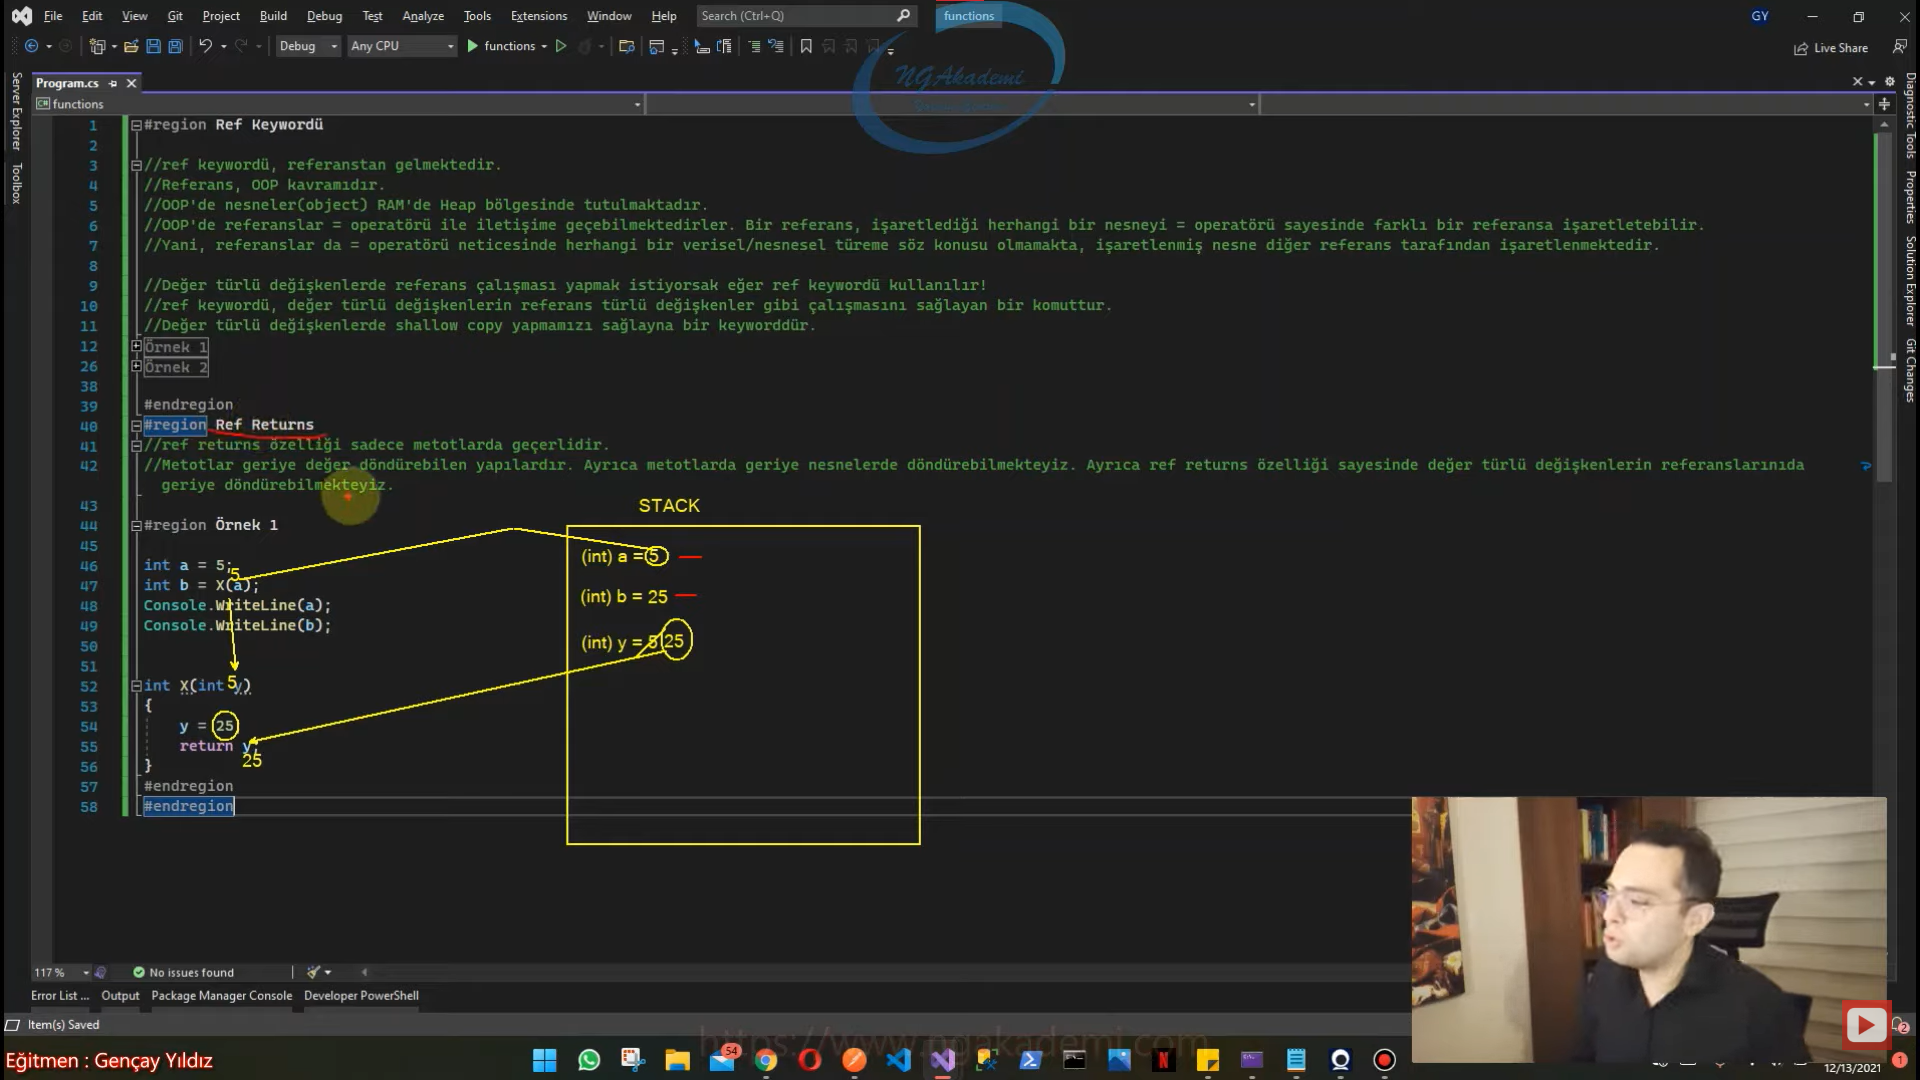 File Edit View Git Project Build Debug Test Analyze Tools Extensions Window Help Search (Ctrl+Q) functions GY
Debug Any CPU functions Live Share
NGAkademi
Program.cs
functions
Server Explorer
Toolbox
Diagnostic Tools
Properties
Solution Explorer
Git Changes
1 #region Ref Keywordü
2
3 //ref keywordü, referanstan gelmektedir.
4 //Referans, OOP kavramıdır.
5 //OOP'de nesneler(object) RAM'de Heap bölgesinde tutulmaktadır.
6 //OOP'de referanslar = operatörü ile iletişime geçebilmektedirler. Bir referans, işaretlediği herhangi bir nesneyi = operatörü sayesinde farklı bir referansa işaretletebilir.
7 //Yani, referanslar da = operatörü neticesinde herhangi bir verisel/nesnesel türeme söz konusu olmamakta, işaretlenmiş nesne diğer referans tarafından işaretlenmektedir.
8
9 //Değer türlü değişkenlerde referans çalışması yapmak istiyorsak eğer ref keywordü kullanılır!
10 //ref keywordü, değer türlü değişkenlerin referans türlü değişkenler gibi çalışmasını sağlayan bir komuttur.
11 //Değer türlü değişkenlerde shallow copy yapmamızı sağlayna bir keyworddür.
12 Örnek 1
26 Örnek 2
38
39 #endregion
40 #region Ref Returns
41 //ref returns özelliği sadece metotlarda geçerlidir.
42 //Metotlar geriye değer döndürebilen yapılardır. Ayrıca metotlarda geriye nesnelerde döndürebilmekteyiz. Ayrıca ref returns özelliği sayesinde değer türlü değişkenlerin referanslarınıda
geriye döndürebilmekteyiz.
43
44 #region Örnek 1
45
46 int a = 5;
5
47 int b = X(a);
48 Console.WriteLine(a);
49 Console.WriteLine(b);
50
51
52 int X(int y)
5
53 {
54 y = 25
55 return y;
25
56 }
57 #endregion
58 #endregion
STACK
(int) a = 5
(int) b = 25
(int) y = 5 25
117 % No issues found
Error List ... Output Package Manager Console Developer PowerShell
Item(s) Saved
https://www.ngakademi.com
Eğitmen : Gençay Yıldız
54
2
1
12/13/2021